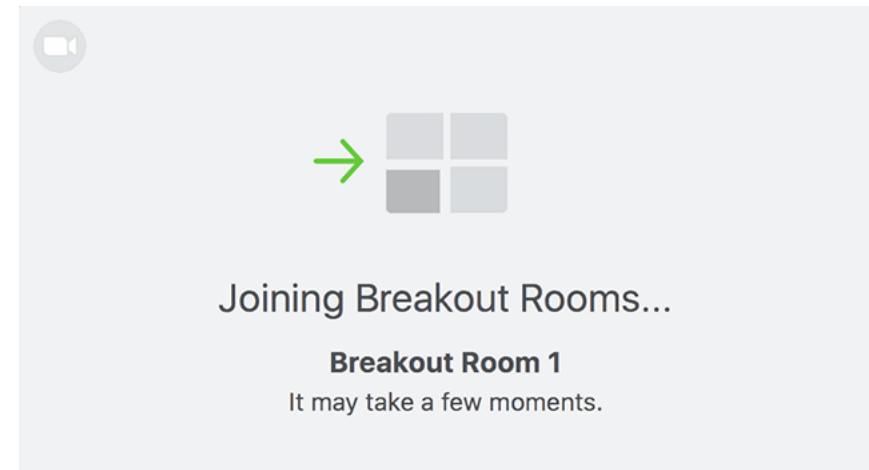 Joining Breakout Rooms...
Breakout Room 1
It may take a few moments.